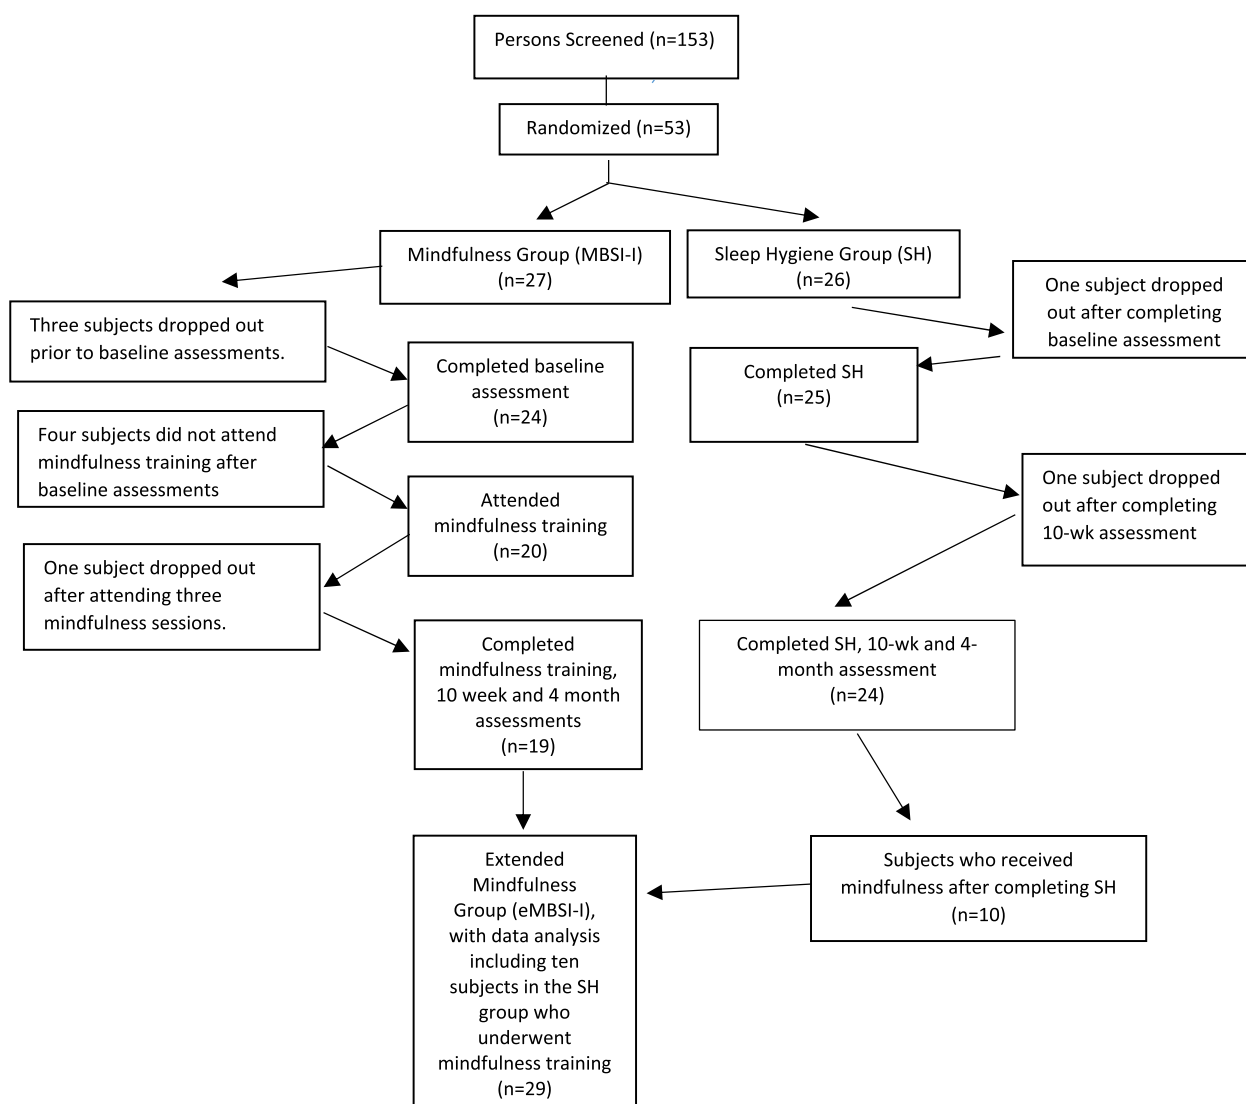 Persons Screened (n=153)
Randomized (n=53)
Mindfulness Group (MBSI-I)
(n=27)
Sleep Hygiene Group (SH)
(n=26)
One subject dropped
out after completing
baseline assessment
Three subjects dropped out
prior to baseline assessments.
Completed baseline
assessment
(n=24)
Completed SH
(n=25)
Four subjects did not attend
mindfulness training after
baseline assessments
One subject dropped
out after completing
10-wk assessment
Attended
mindfulness training
(n=20)
One subject dropped out
after attending three
mindfulness sessions.
Completed
mindfulness training,
10 week and 4 month
assessments
(n=19)
Completed SH, 10-wk and 4-
month assessment
(n=24)
Extended
Mindfulness
Group (eMBSI-I),
with data analysis
including ten
subjects in the SH
group who
underwent
mindfulness training
(n=29)
Subjects who received
mindfulness after completing SH
(n=10)